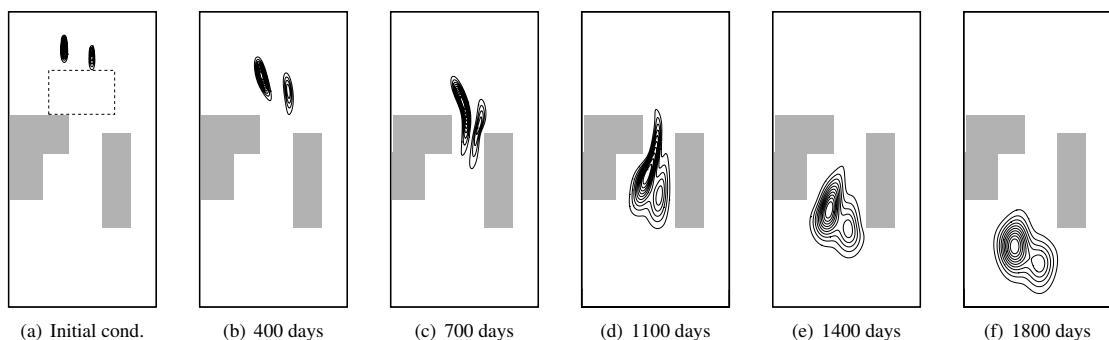 (a) Initial cond.
(b) 400 days
(c) 700 days
(d) 1100 days
(e) 1400 days
(f) 1800 days